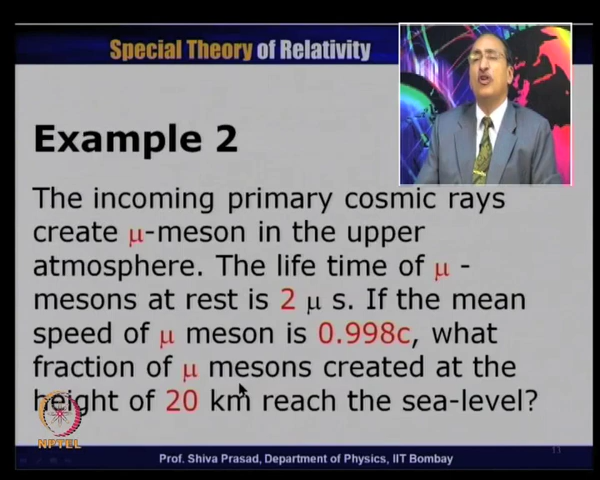 Special Theory of Relativity
Example 2
The incoming primary cosmic rays
create μ-meson in the upper
atmosphere. The life time of μ -
mesons at rest is 2 μ s. If the mean
speed of μ meson is 0.998c, what
fraction of μ mesons created at the
height of 20 km reach the sea-level?
NPTEL
Prof. Shiva Prasad, Department of Physics, IIT Bombay
11